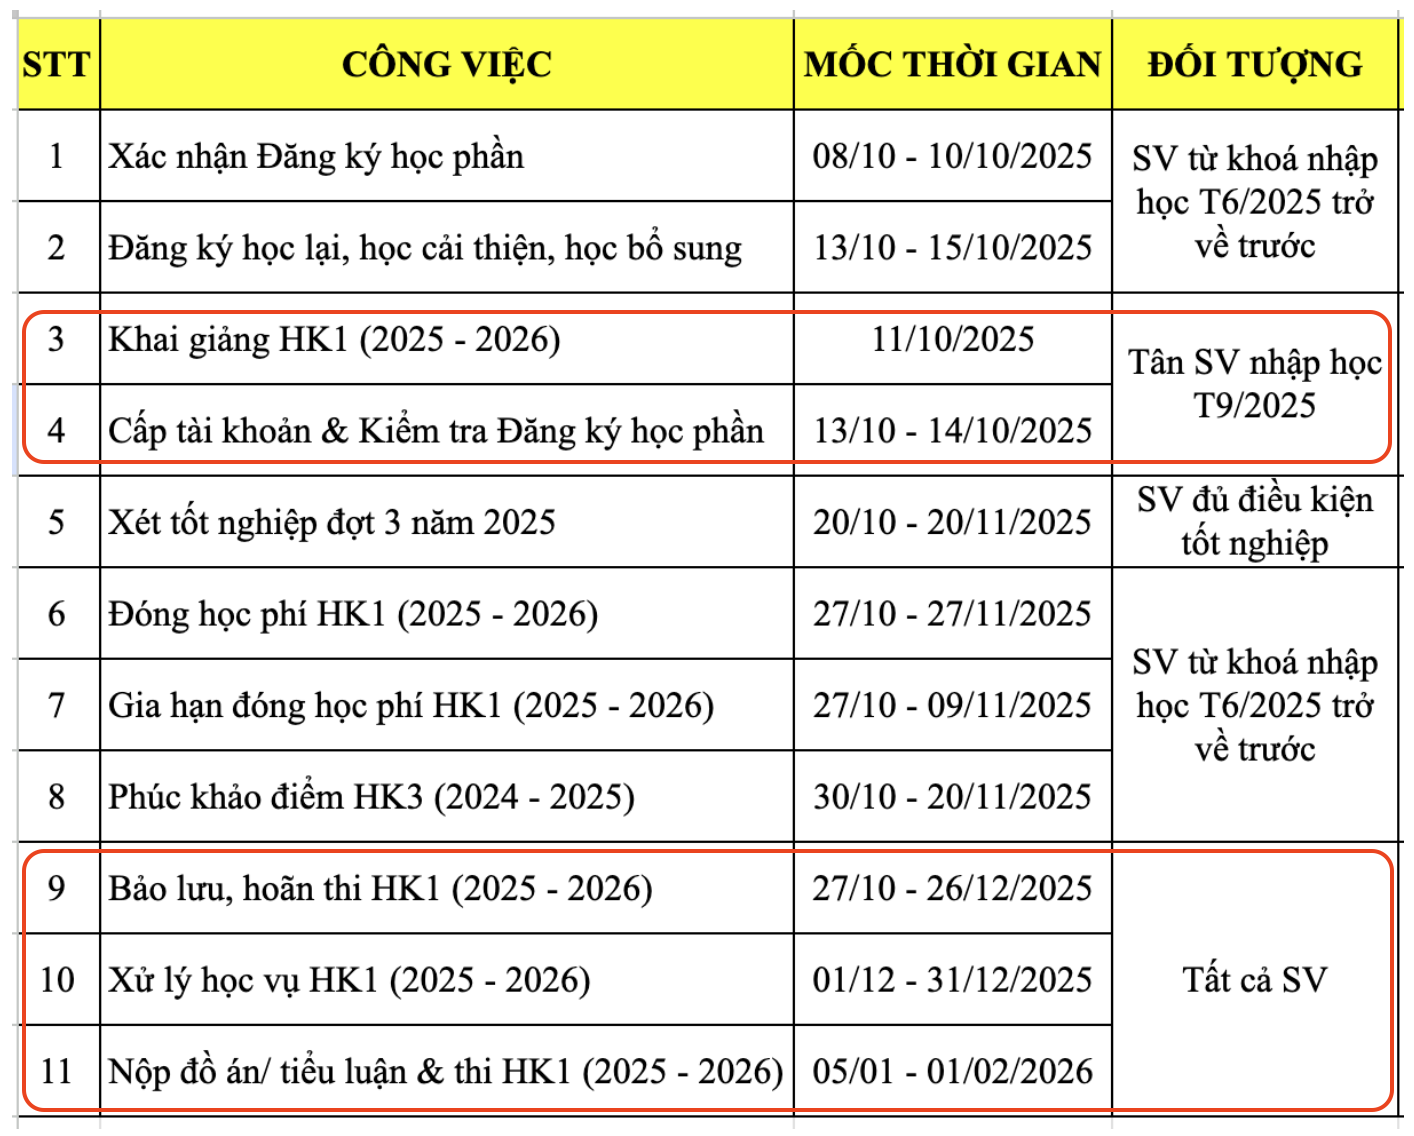 STT CÔNG VIỆC MỐC THỜI GIAN ĐỐI TƯỢNG
1 Xác nhận Đăng ký học phần 08/10 - 10/10/2025
SV từ khoá nhập
học T6/2025 trở
về trước
2 Đăng ký học lại, học cải thiện, học bổ sung 13/10 - 15/10/2025
3 Khai giảng HK1 (2025 - 2026) 11/10/2025
Tân SV nhập học
T9/2025
4 Cấp tài khoản & Kiểm tra Đăng ký học phần 13/10 - 14/10/2025
5 Xét tốt nghiệp đợt 3 năm 2025 20/10 - 20/11/2025
SV đủ điều kiện
tốt nghiệp
6 Đóng học phí HK1 (2025 - 2026) 27/10 - 27/11/2025
7 Gia hạn đóng học phí HK1 (2025 - 2026) 27/10 - 09/11/2025
SV từ khoá nhập
học T6/2025 trở
về trước
8 Phúc khảo điểm HK3 (2024 - 2025) 30/10 - 20/11/2025
9 Bảo lưu, hoãn thi HK1 (2025 - 2026) 27/10 - 26/12/2025
10 Xử lý học vụ HK1 (2025 - 2026) 01/12 - 31/12/2025
Tất cả SV
11 Nộp đồ án/ tiểu luận & thi HK1 (2025 - 2026) 05/01 - 01/02/2026